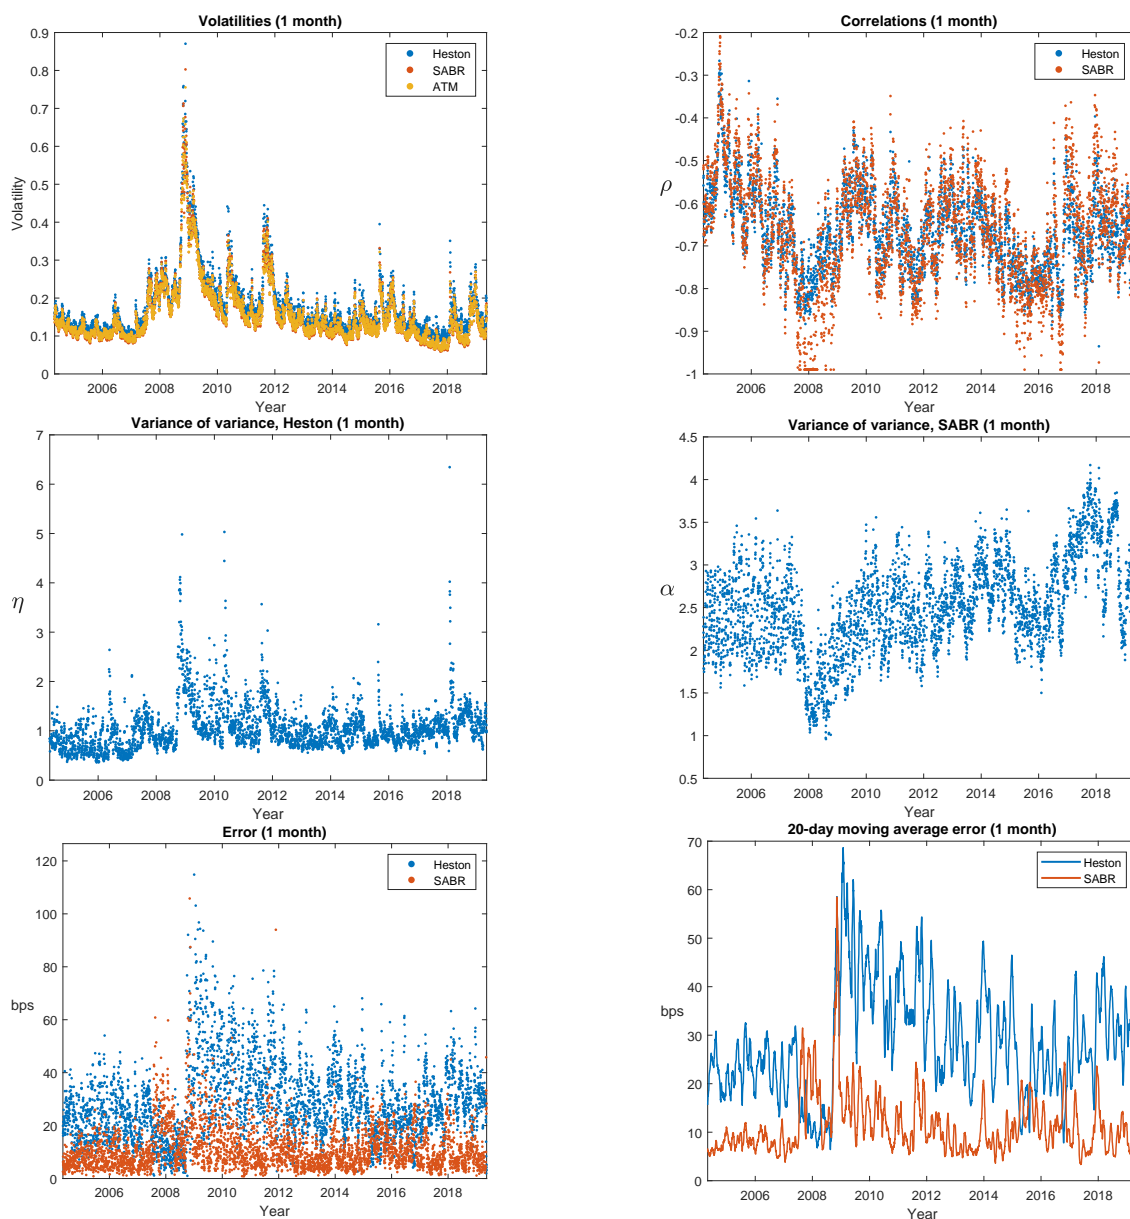 Volatilities (1 month)
0.9
0.8
0.7
0.6
0.5
0.4
0.3
0.2
0.1
0
Volatility
Heston
SABR
ATM
2006 2008 2010 2012 2014 2016 2018
Year
Correlations (1 month)
-0.2
-0.3
-0.4
-0.5
-0.6
-0.7
-0.8
-0.9
-1
ρ
Heston
SABR
2006 2008 2010 2012 2014 2016 2018
Year
Variance of variance, Heston (1 month)
7
6
5
4
3
2
1
0
η
2006 2008 2010 2012 2014 2016 2018
Year
Variance of variance, SABR (1 month)
4.5
4
3.5
3
2.5
2
1.5
1
0.5
α
2006 2008 2010 2012 2014 2016 2018
Year
Error (1 month)
120
100
80
60
40
20
0
bps
Heston
SABR
2006 2008 2010 2012 2014 2016 2018
Year
20-day moving average error (1 month)
70
60
50
40
30
20
10
0
bps
Heston
SABR
2006 2008 2010 2012 2014 2016 2018
Year